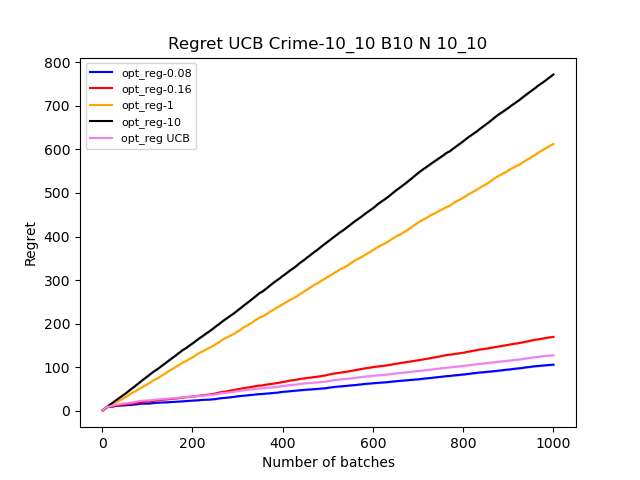 Regret UCB Crime-10_10 B10 N 10_10
opt_reg-0.08
opt_reg-0.16
opt_reg-1
opt_reg-10
opt_reg UCB
800
700
600
500
400
300
200
100
0
Regret
0 200 400 600 800 1000
Number of batches